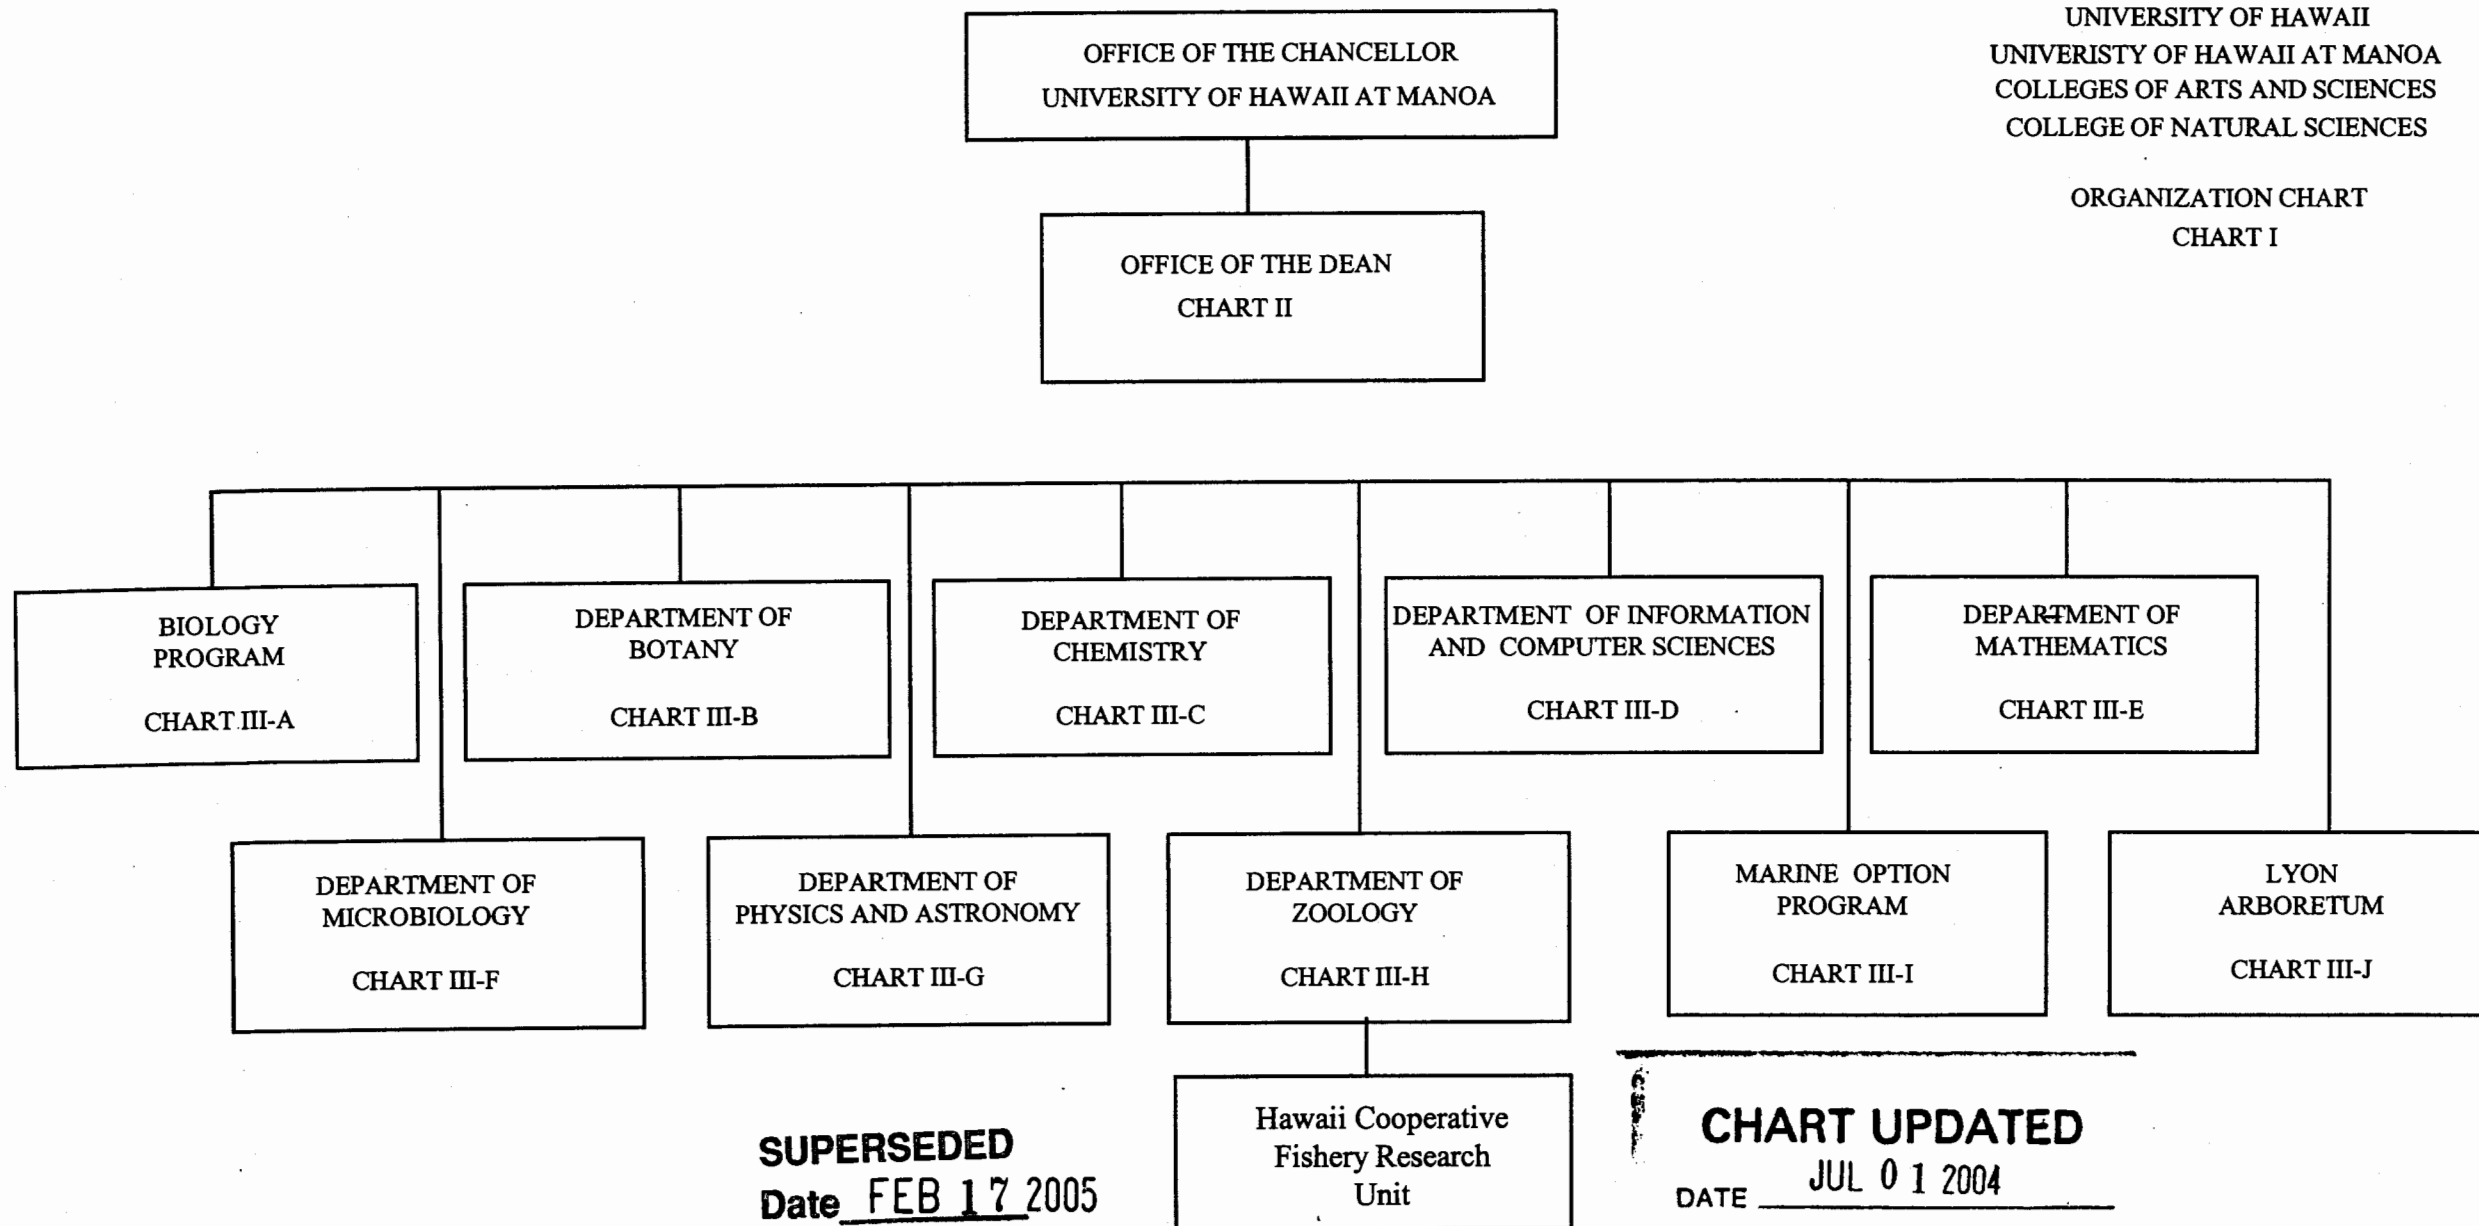 OFFICE OF THE CHANCELLOR
UNIVERSITY OF HAWAII AT MANOA
UNIVERSITY OF HAWAII
UNIVERISTY OF HAWAII AT MANOA
COLLEGES OF ARTS AND SCIENCES
COLLEGE OF NATURAL SCIENCES
ORGANIZATION CHART
CHART I
OFFICE OF THE DEAN
CHART II
BIOLOGY
PROGRAM
CHART III-A
DEPARTMENT OF
BOTANY
CHART III-B
DEPARTMENT OF
CHEMISTRY
CHART III-C
DEPARTMENT OF INFORMATION
AND COMPUTER SCIENCES
CHART III-D
DEPARTMENT OF
MATHEMATICS
CHART III-E
DEPARTMENT OF
MICROBIOLOGY
CHART III-F
DEPARTMENT OF
PHYSICS AND ASTRONOMY
CHART III-G
DEPARTMENT OF
ZOOLOGY
CHART III-H
MARINE OPTION
PROGRAM
CHART III-I
LYON
ARBORETUM
CHART III-J
Hawaii Cooperative
Fishery Research
Unit
SUPERSEDED
Date FEB 17 2005
CHART UPDATED
DATE JUL 01 2004